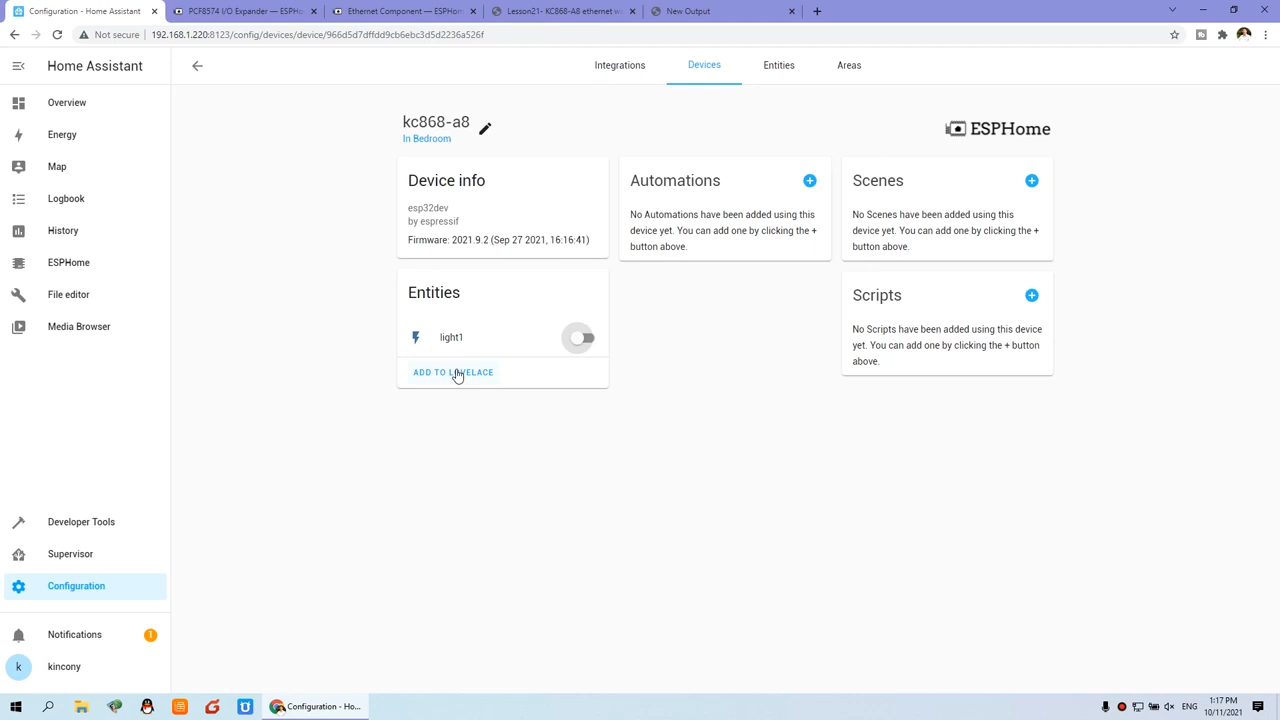 Configuration - Home Assistant
PCF8574 I/O Expander — ESPHo
Ethernet Component — ESPHome
Lesson21- KC868-A8 ethernet w
New Output
Not secure
192.168.1.220:8123/config/devices/device/966d5d7dffdd9cb6ebc3d5d2236a526f
Home Assistant
Integrations
Devices
Entities
Areas
Overview
Energy
Map
Logbook
History
ESPHome
File editor
Media Browser
Developer Tools
Supervisor
Configuration
Notifications
1
k
kincony
kc868-a8
In Bedroom
ESPHome
Device info
esp32dev
by espressif
Firmware: 2021.9.2 (Sep 27 2021, 16:16:41)
Entities
light1
ADD TO LOVELACE
Automations
No Automations have been added using this
device yet. You can add one by clicking the +
button above.
Scenes
No Scenes have been added using this
device yet. You can add one by clicking the +
button above.
Scripts
No Scripts have been added using this device
yet. You can add one by clicking the + button
above.
Configuration - Ho...
ENG
1:17 PM
10/11/2021